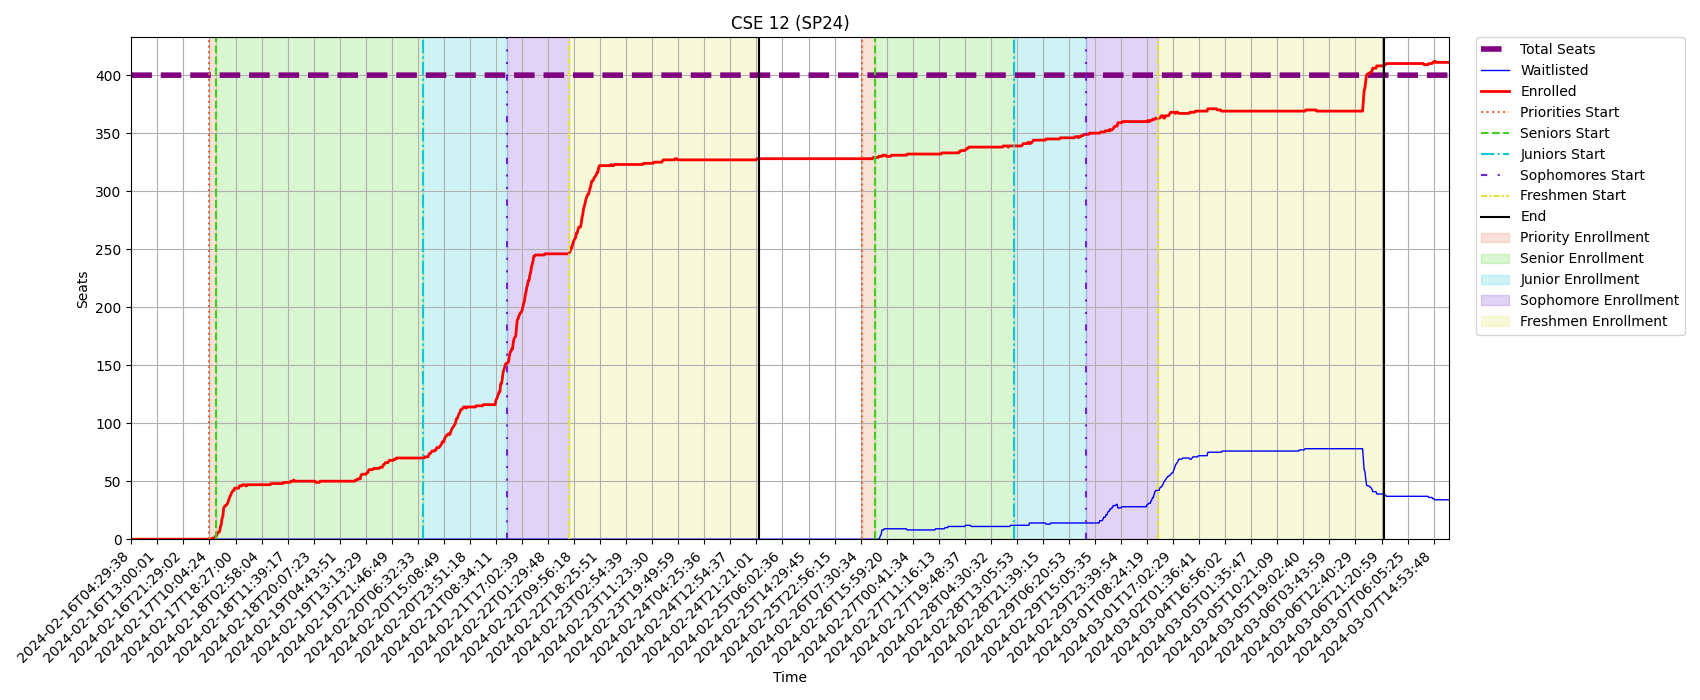 CSE 12 (SP24)
Seats
400
350
300
250
200
150
100
50
0
2024-02-16T04:29:38
2024-02-16T13:00:01
2024-02-16T21:29:02
2024-02-17T10:04:24
2024-02-17T18:27:00
2024-02-18T02:58:04
2024-02-18T11:39:17
2024-02-18T20:07:23
2024-02-19T04:43:51
2024-02-19T13:13:29
2024-02-19T21:46:49
2024-02-20T06:32:33
2024-02-20T15:08:49
2024-02-20T23:51:18
2024-02-21T08:34:11
2024-02-21T17:02:39
2024-02-22T01:29:48
2024-02-22T09:56:18
2024-02-22T18:25:51
2024-02-23T02:54:39
2024-02-23T11:23:30
2024-02-23T19:49:59
2024-02-24T04:25:36
2024-02-24T12:54:37
2024-02-24T21:21:01
2024-02-25T06:02:36
2024-02-25T14:29:45
2024-02-25T22:56:15
2024-02-26T07:30:34
2024-02-26T15:59:20
2024-02-27T00:41:34
2024-02-27T11:16:13
2024-02-27T19:48:37
2024-02-28T04:30:32
2024-02-28T13:05:53
2024-02-28T21:39:15
2024-02-29T06:20:53
2024-02-29T15:05:35
2024-02-29T23:39:54
2024-03-01T08:24:19
2024-03-01T17:02:29
2024-03-02T01:36:41
2024-03-04T16:56:02
2024-03-05T01:35:47
2024-03-05T10:21:09
2024-03-05T19:02:40
2024-03-06T03:43:59
2024-03-06T12:40:29
2024-03-06T21:20:59
2024-03-07T06:05:25
2024-03-07T14:53:48
Time
Total Seats
Waitlisted
Enrolled
Priorities Start
Seniors Start
Juniors Start
Sophomores Start
Freshmen Start
End
Priority Enrollment
Senior Enrollment
Junior Enrollment
Sophomore Enrollment
Freshmen Enrollment